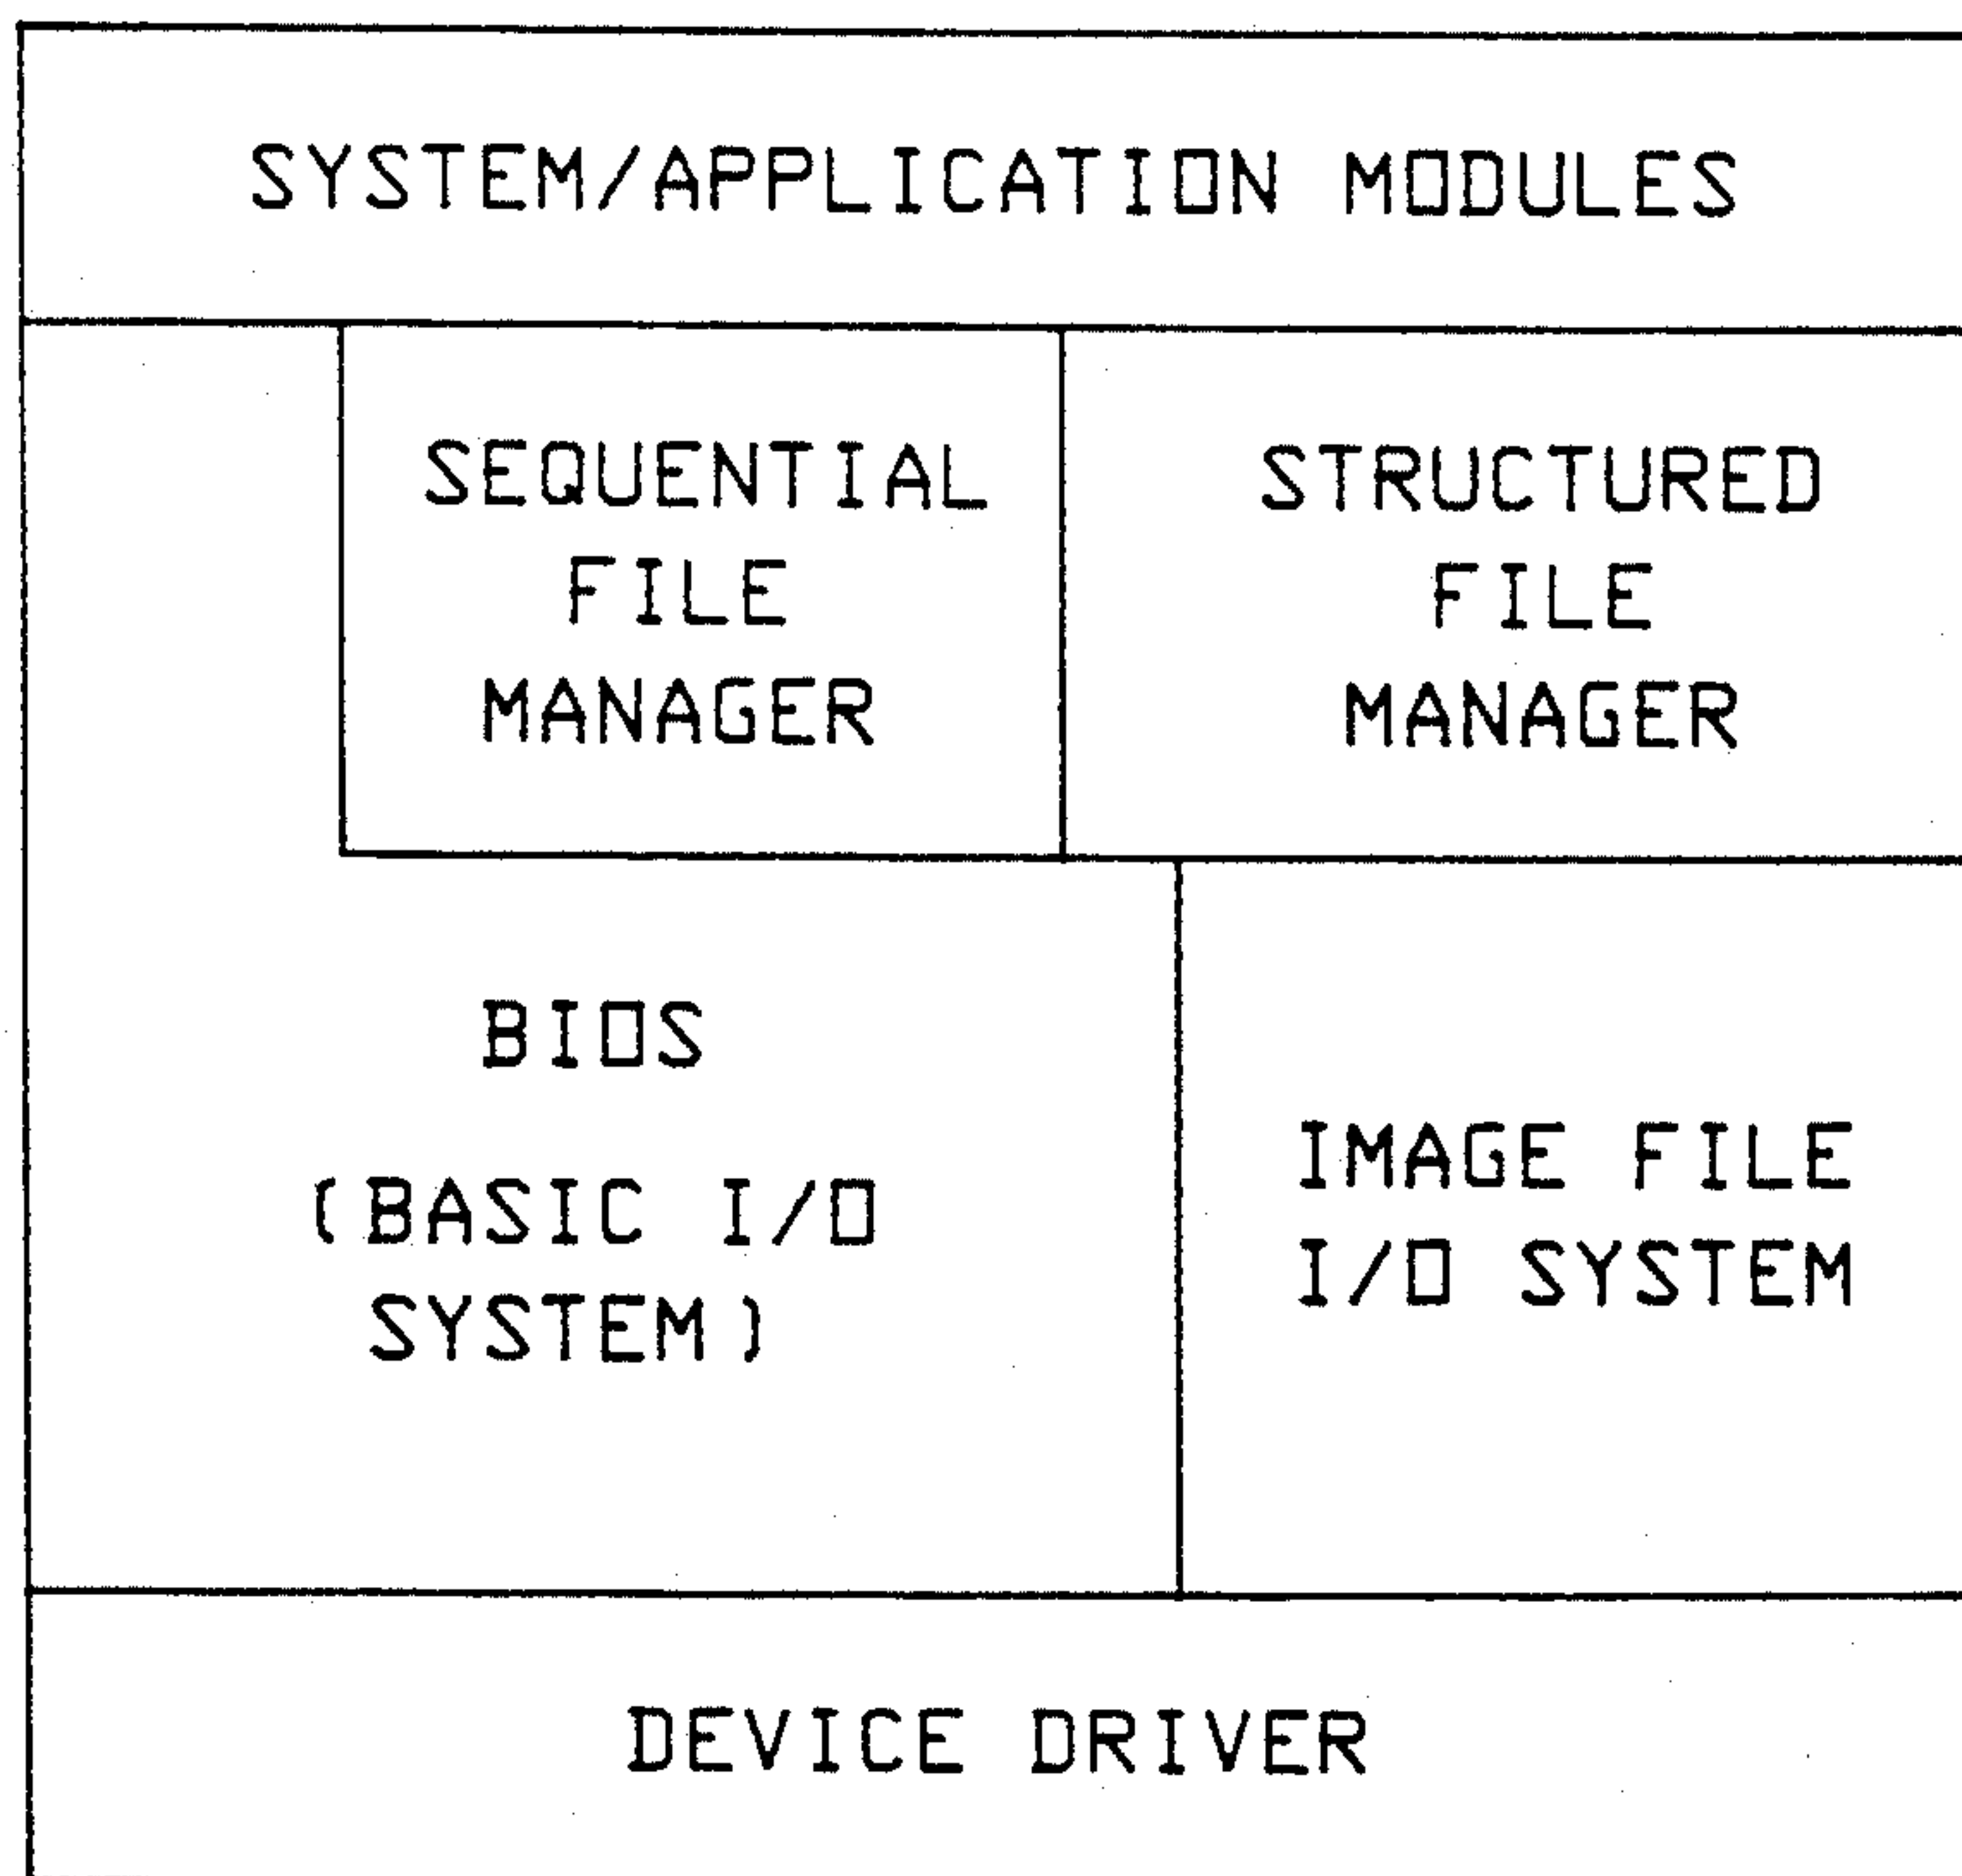 SYSTEM/APPLICATION MODULES
SEQUENTIAL
FILE
MANAGER
STRUCTURED
FILE
MANAGER
BIOS
(BASIC I/O
SYSTEM)
IMAGE FILE
I/O SYSTEM
DEVICE DRIVER